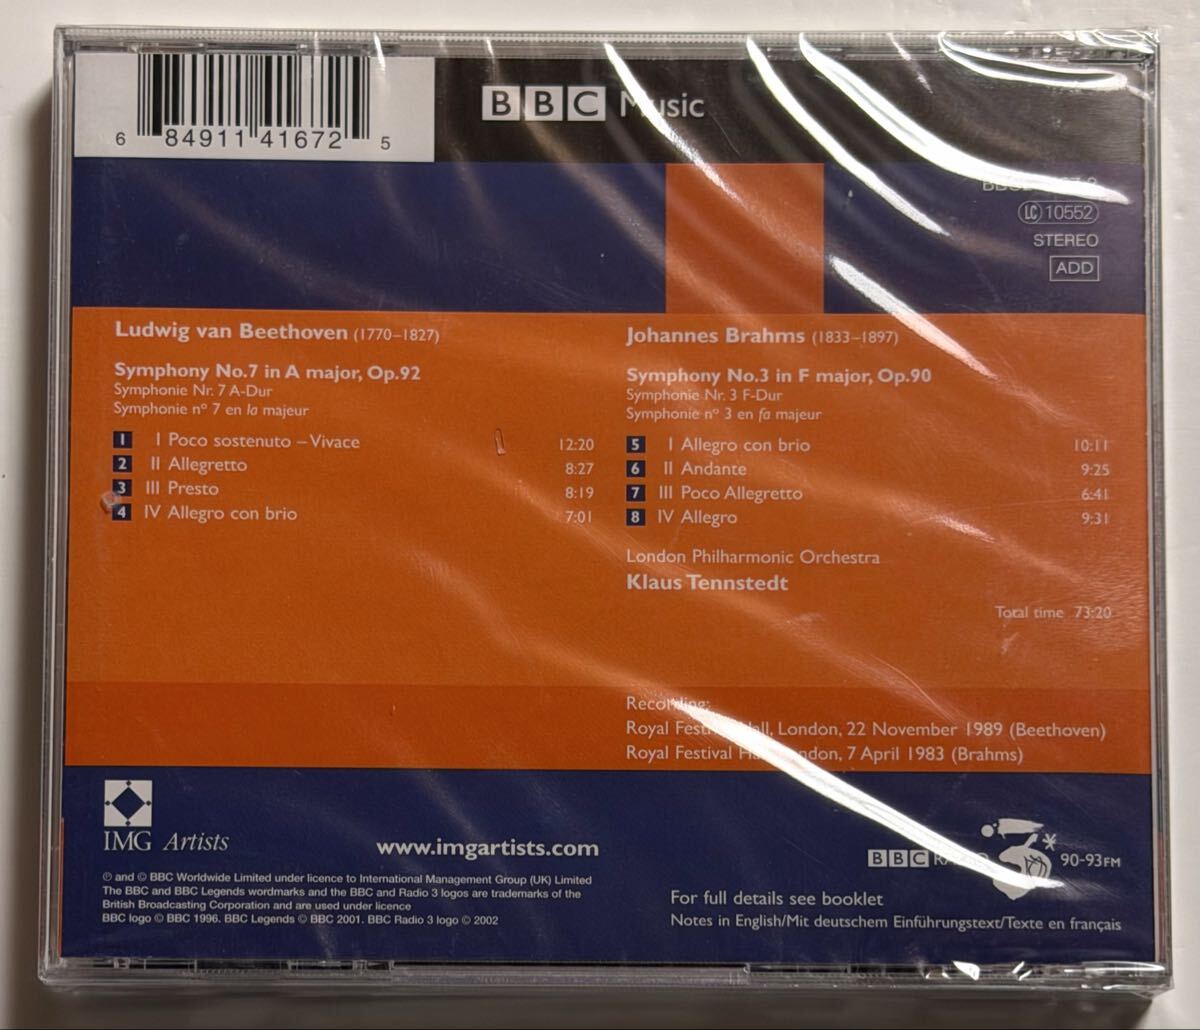 6 84911 41672 5
BBC Music
LC 10552
STEREO
ADD
Ludwig van Beethoven (1770–1827)
Symphony No.7 in A major, Op.92
Symphonie Nr. 7 A-Dur
Symphonie nº 7 en la majeur
1 I Poco sostenuto – Vivace 12:20
2 II Allegretto 8:27
3 III Presto 8:19
4 IV Allegro con brio 7:01
Johannes Brahms (1833–1897)
Symphony No.3 in F major, Op.90
Symphonie Nr. 3 F-Dur
Symphonie nº 3 en fa majeur
5 I Allegro con brio 10:11
6 II Andante 9:25
7 III Poco Allegretto 6:41
8 IV Allegro 9:31
London Philharmonic Orchestra
Klaus Tennstedt
Total time 73:20
Recording:
Royal Festival Hall, London, 22 November 1989 (Beethoven)
Royal Festival Hall, London, 7 April 1983 (Brahms)
IMG Artists
www.imgartists.com
℗ and © BBC Worldwide Limited under licence to International Management Group (UK) Limited
The BBC and BBC Legends wordmarks and the BBC and Radio 3 logos are trademarks of the
British Broadcasting Corporation and are used under licence
BBC logo © BBC 1996. BBC Legends © BBC 2001. BBC Radio 3 logo © 2002
BBC RADIO 90-93FM
For full details see booklet
Notes in English/Mit deutschem Einführungstext/Texte en français